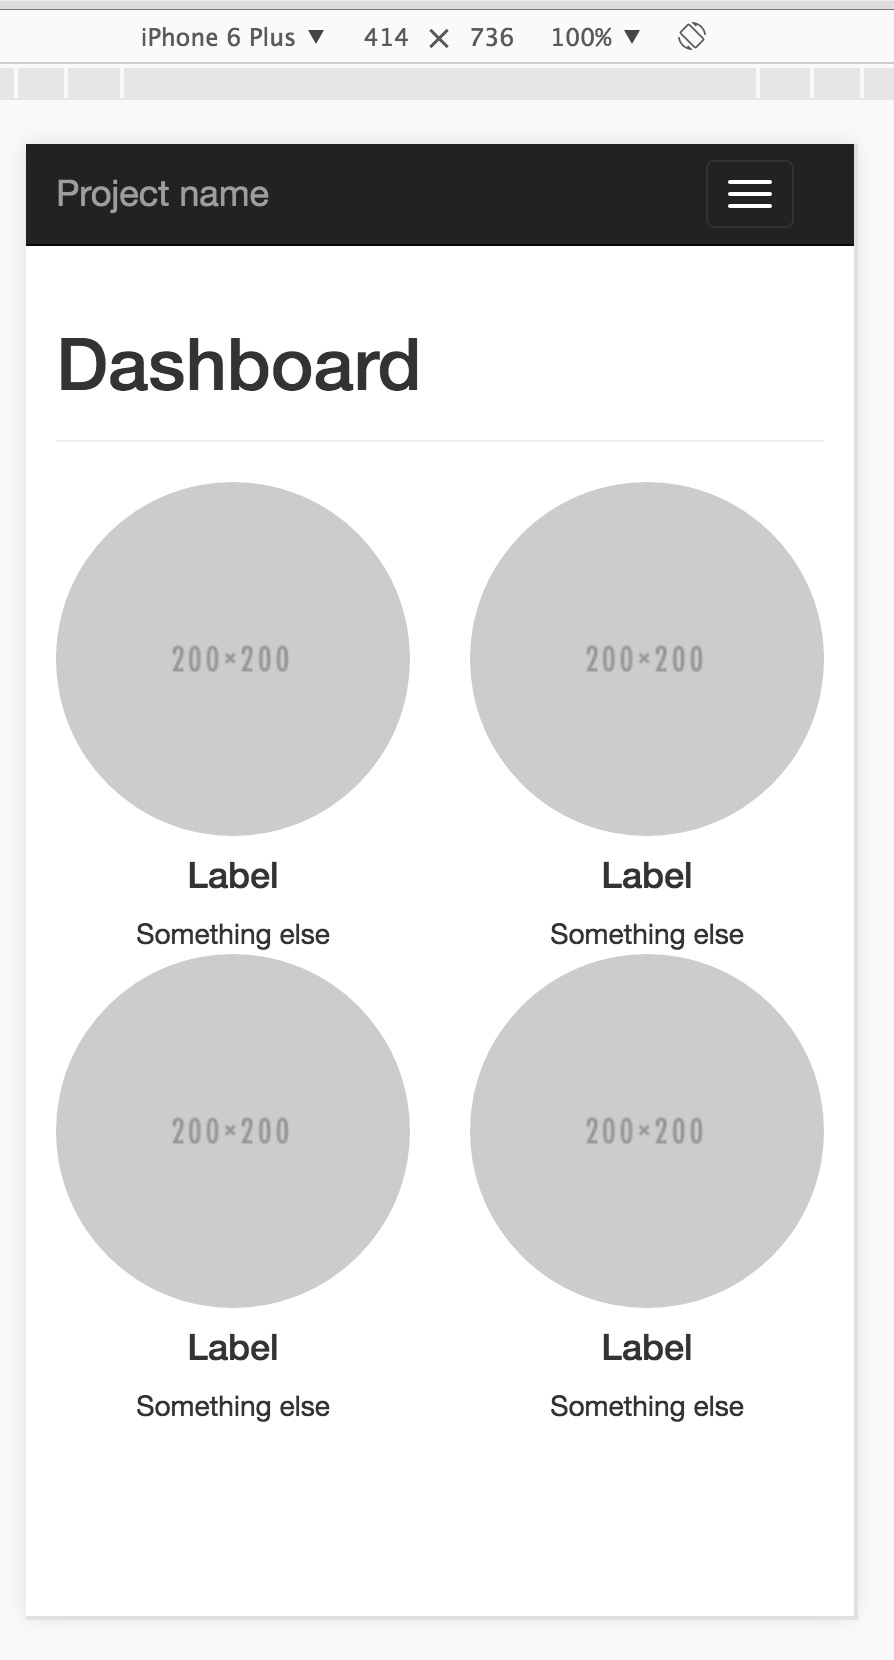 iPhone 6 Plus ▼ 414 × 736 100% ▼
Project name
Dashboard
200×200 200×200
Label Label
Something else Something else
200×200 200×200
Label Label
Something else Something else